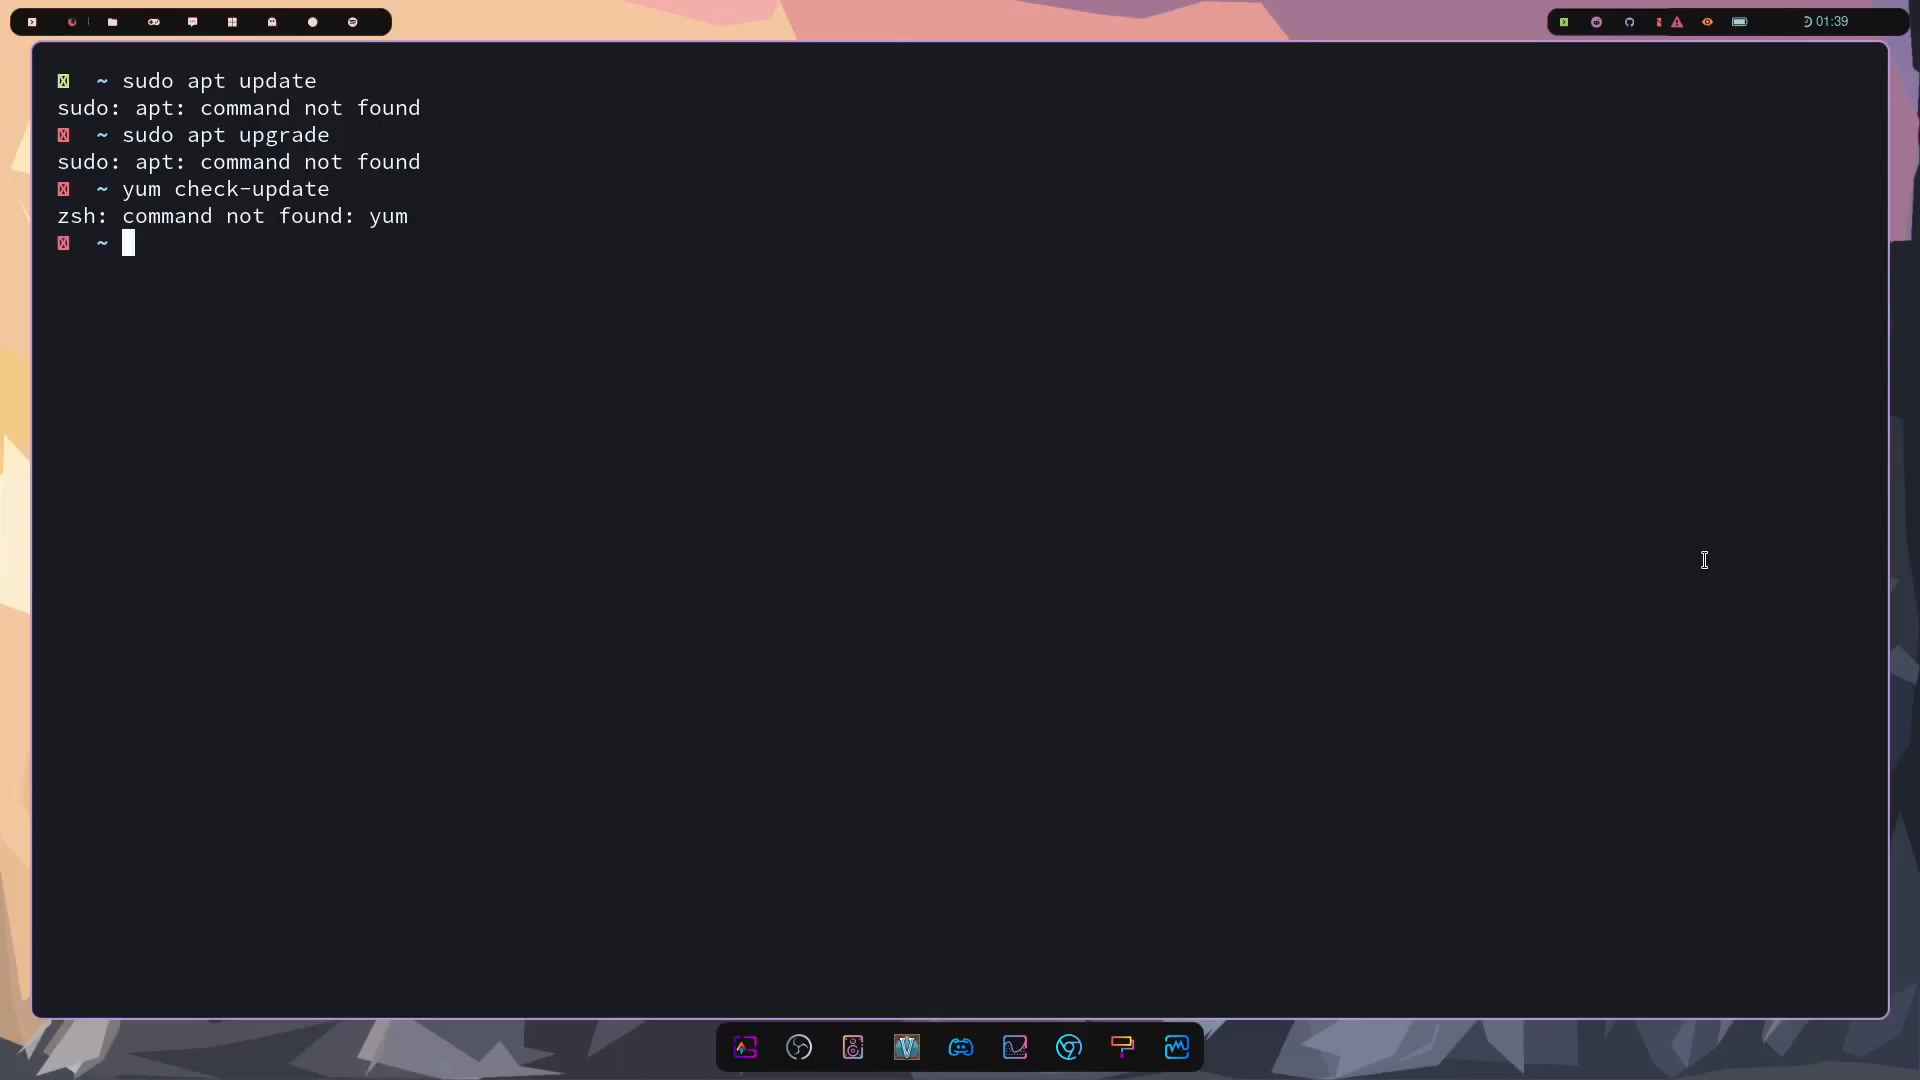 01:39
~ sudo apt update
sudo: apt: command not found
~ sudo apt upgrade
sudo: apt: command not found
~ yum check-update
zsh: command not found: yum
~